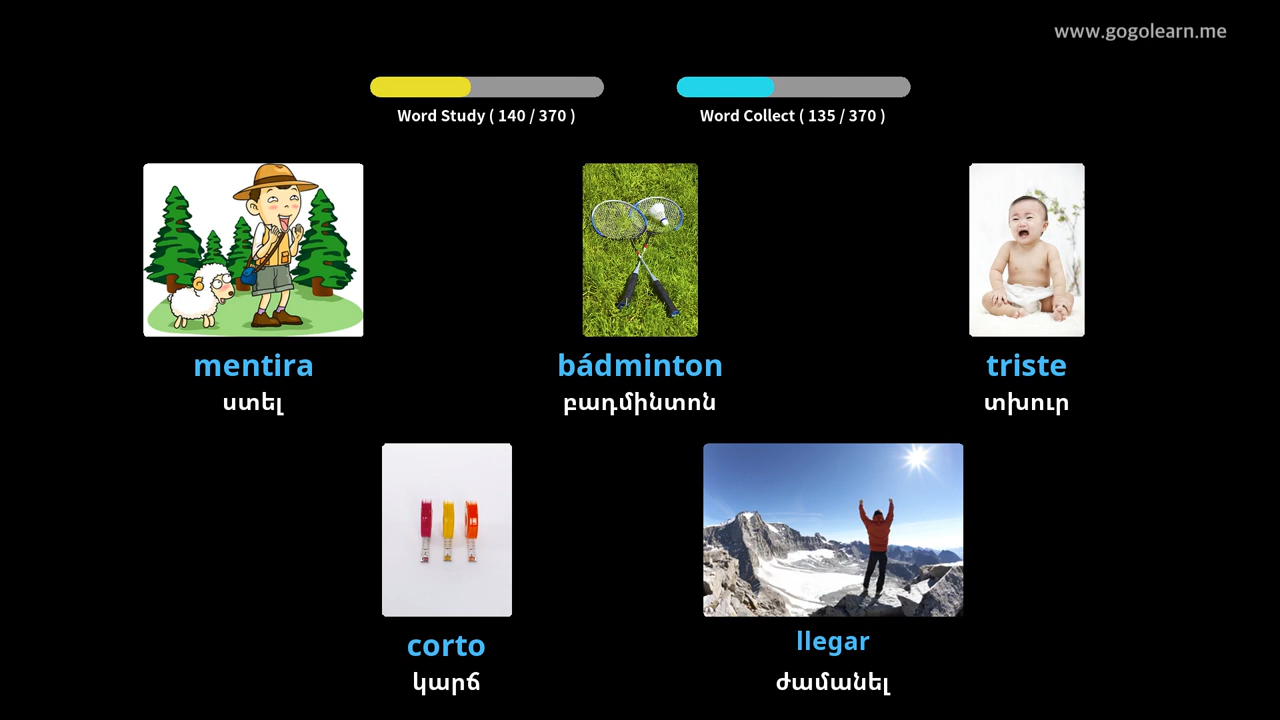 www.gogolearn.me
Word Study ( 140 / 370 )
Word Collect ( 135 / 370 )
mentira
ստել
bádminton
բադմինտոն
triste
տխուր
corto
կարճ
llegar
ժամանել